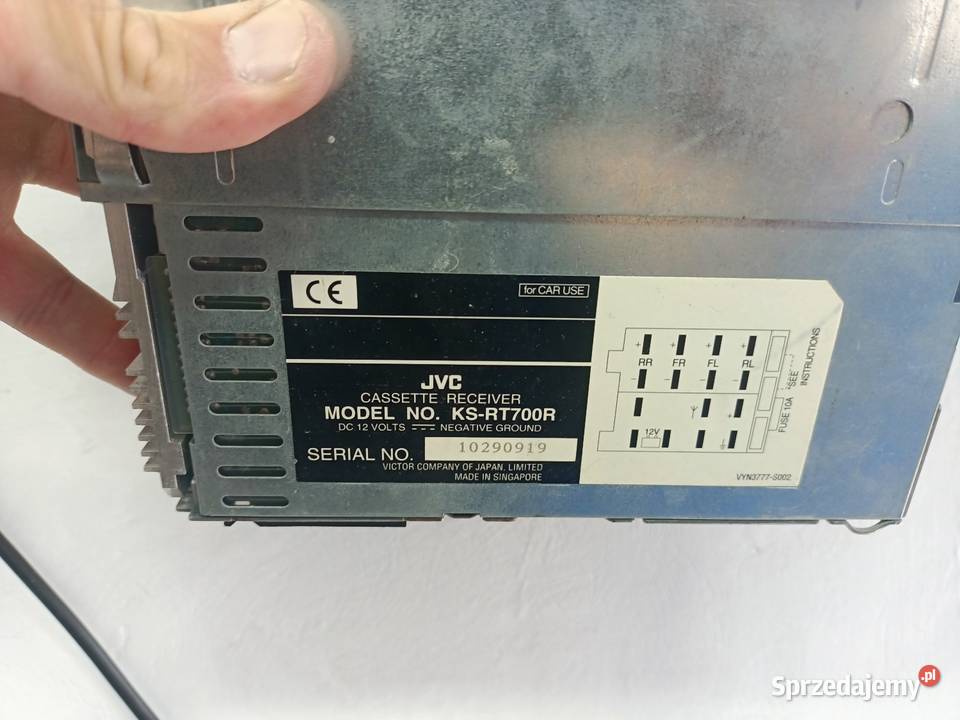 CE
for CAR USE
JVC
CASSETTE RECEIVER
MODEL NO. KS-RT700R
DC 12 VOLTS ⎓ NEGATIVE GROUND
SERIAL NO. 10290919
VICTOR COMPANY OF JAPAN, LIMITED
MADE IN SINGAPORE
+ + + +
RR FR FL RL
- - - -
+
12V
FUSE 10A
SEE
INSTRUCTIONS
VYN3777-S002
Sprzedajemy.pl